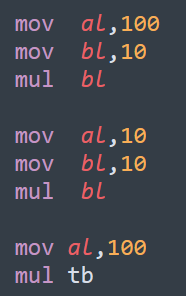 mov  al,100
mov  bl,10
mul  bl

mov  al,10
mov  bl,10
mul  bl

mov al,100
mul tb